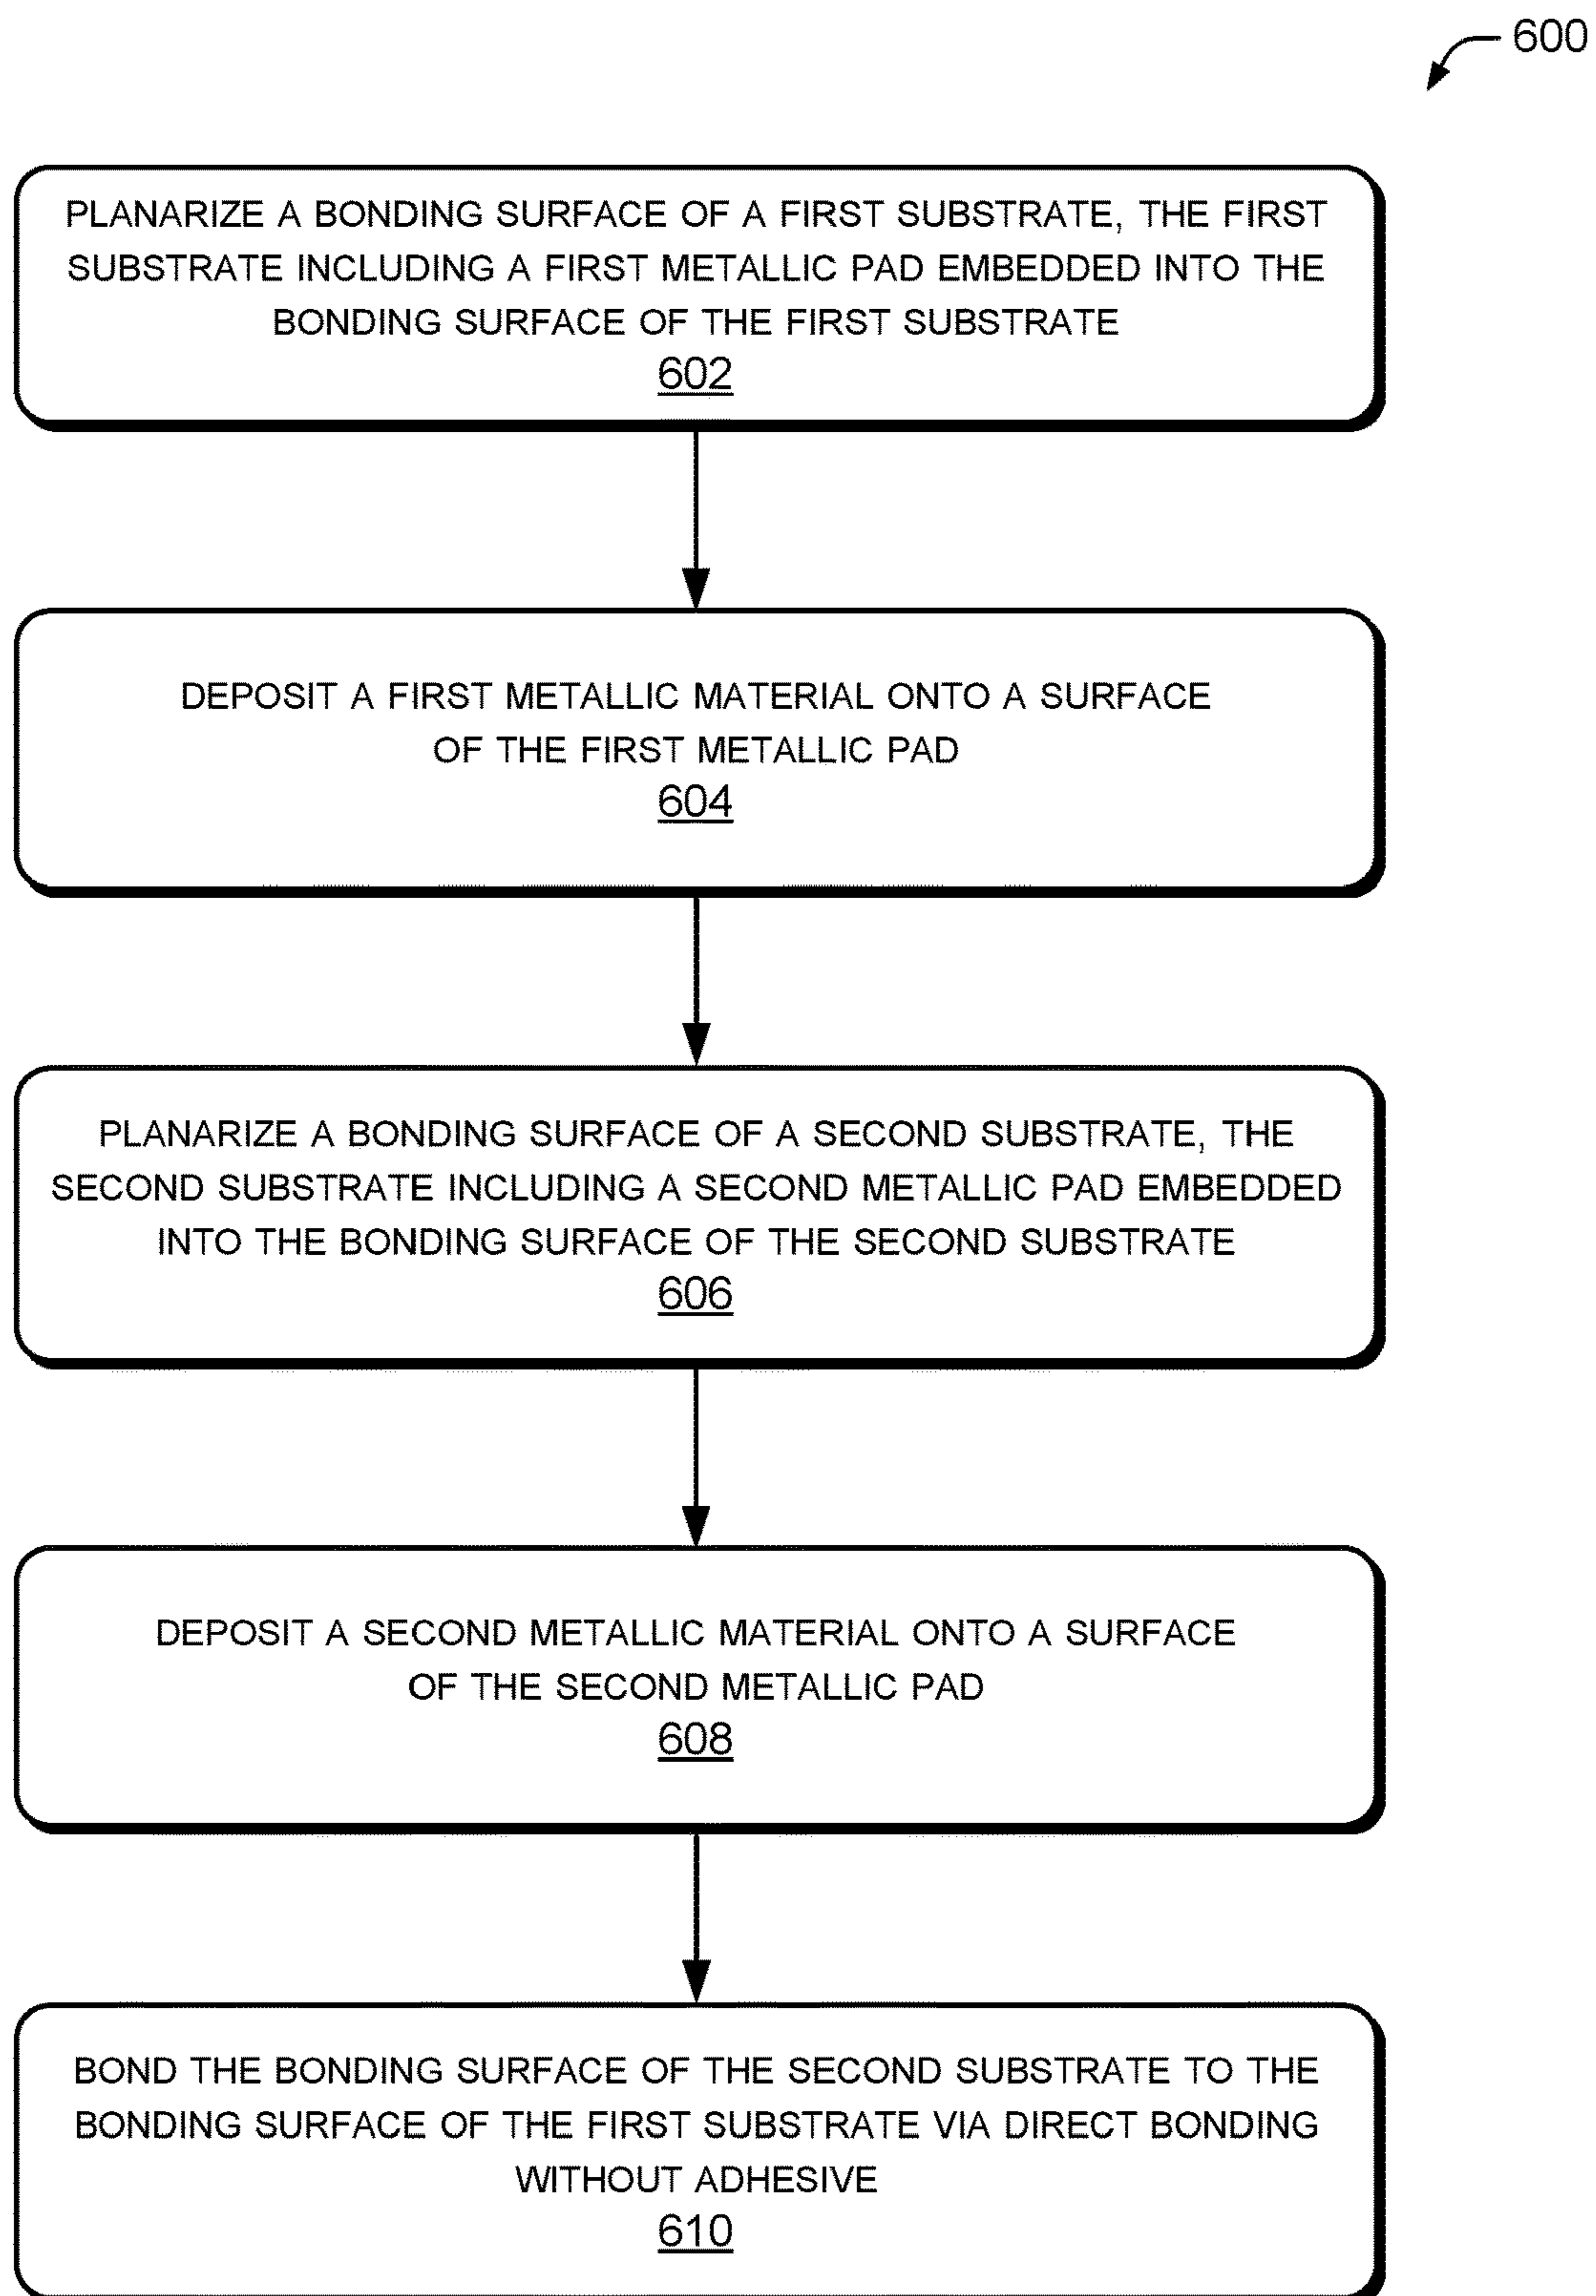 600
PLANARIZE A BONDING SURFACE OF A FIRST SUBSTRATE, THE FIRST
SUBSTRATE INCLUDING A FIRST METALLIC PAD EMBEDDED INTO THE
BONDING SURFACE OF THE FIRST SUBSTRATE
602
DEPOSIT A FIRST METALLIC MATERIAL ONTO A SURFACE
OF THE FIRST METALLIC PAD
604
PLANARIZE A BONDING SURFACE OF A SECOND SUBSTRATE, THE
SECOND SUBSTRATE INCLUDING A SECOND METALLIC PAD EMBEDDED
INTO THE BONDING SURFACE OF THE SECOND SUBSTRATE
606
DEPOSIT A SECOND METALLIC MATERIAL ONTO A SURFACE
OF THE SECOND METALLIC PAD
608
BOND THE BONDING SURFACE OF THE SECOND SUBSTRATE TO THE
BONDING SURFACE OF THE FIRST SUBSTRATE VIA DIRECT BONDING
WITHOUT ADHESIVE
610